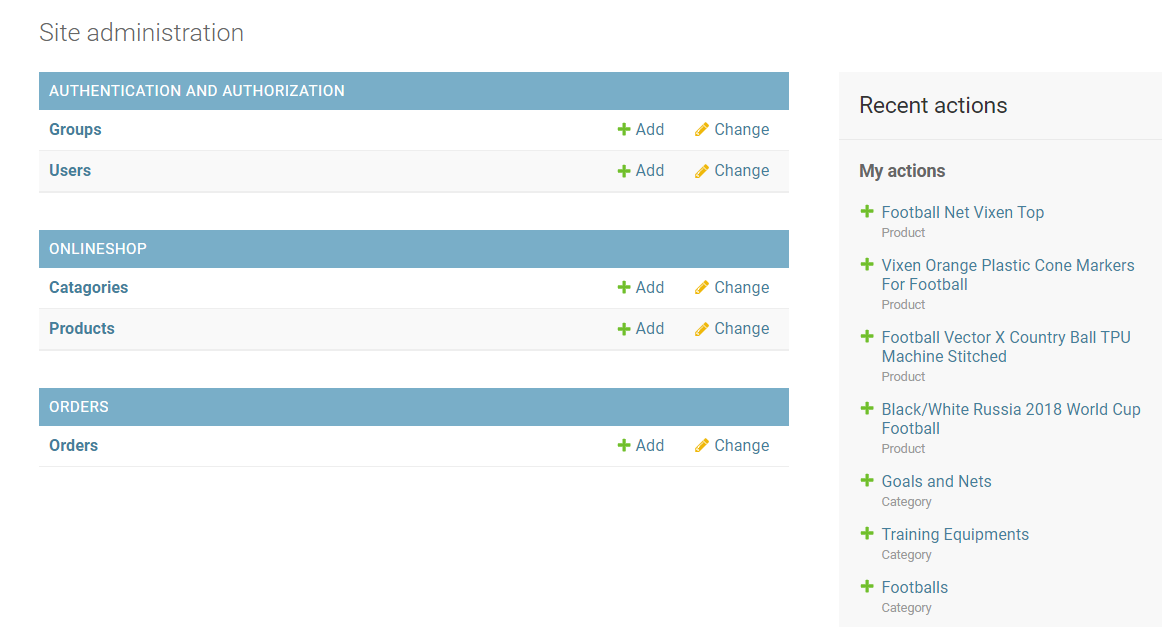 Site administration
AUTHENTICATION AND AUTHORIZATION
Groups Add Change
Users Add Change
ONLINESHOP
Catagories Add Change
Products Add Change
ORDERS
Orders Add Change
Recent actions
My actions
Football Net Vixen Top
Product
Vixen Orange Plastic Cone Markers
For Football
Product
Football Vector X Country Ball TPU
Machine Stitched
Product
Black/White Russia 2018 World Cup
Football
Product
Goals and Nets
Category
Training Equipments
Category
Footballs
Category